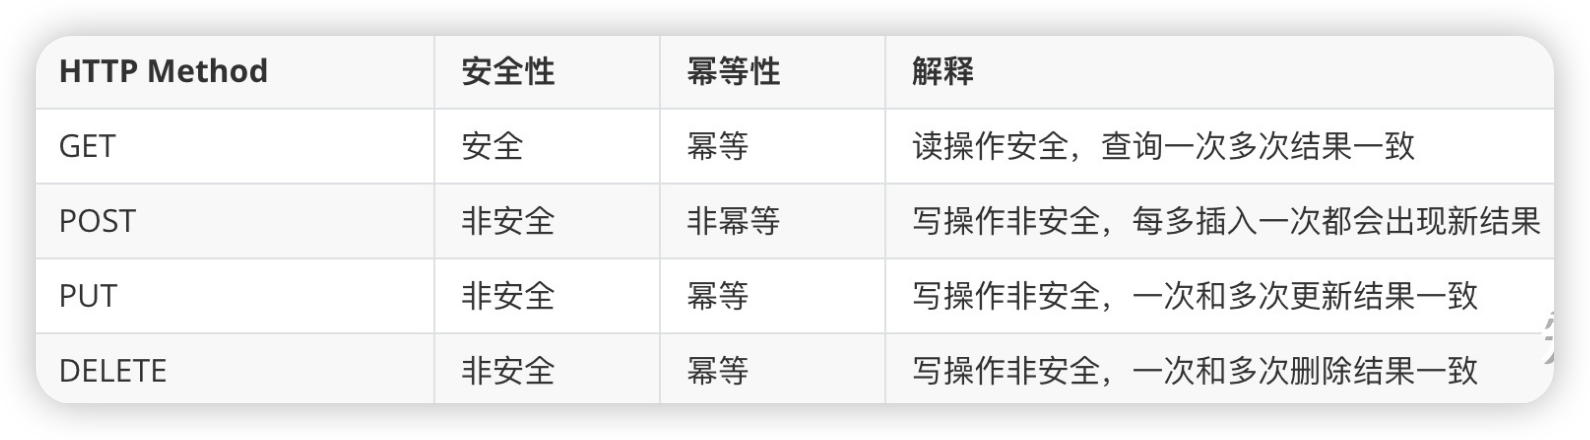 HTTP Method 安全性 幂等性 解释
GET 安全 幂等 读操作安全，查询一次多次结果一致
POST 非安全 非幂等 写操作非安全，每多插入一次都会出现新结果
PUT 非安全 幂等 写操作非安全，一次和多次更新结果一致
DELETE 非安全 幂等 写操作非安全，一次和多次删除结果一致